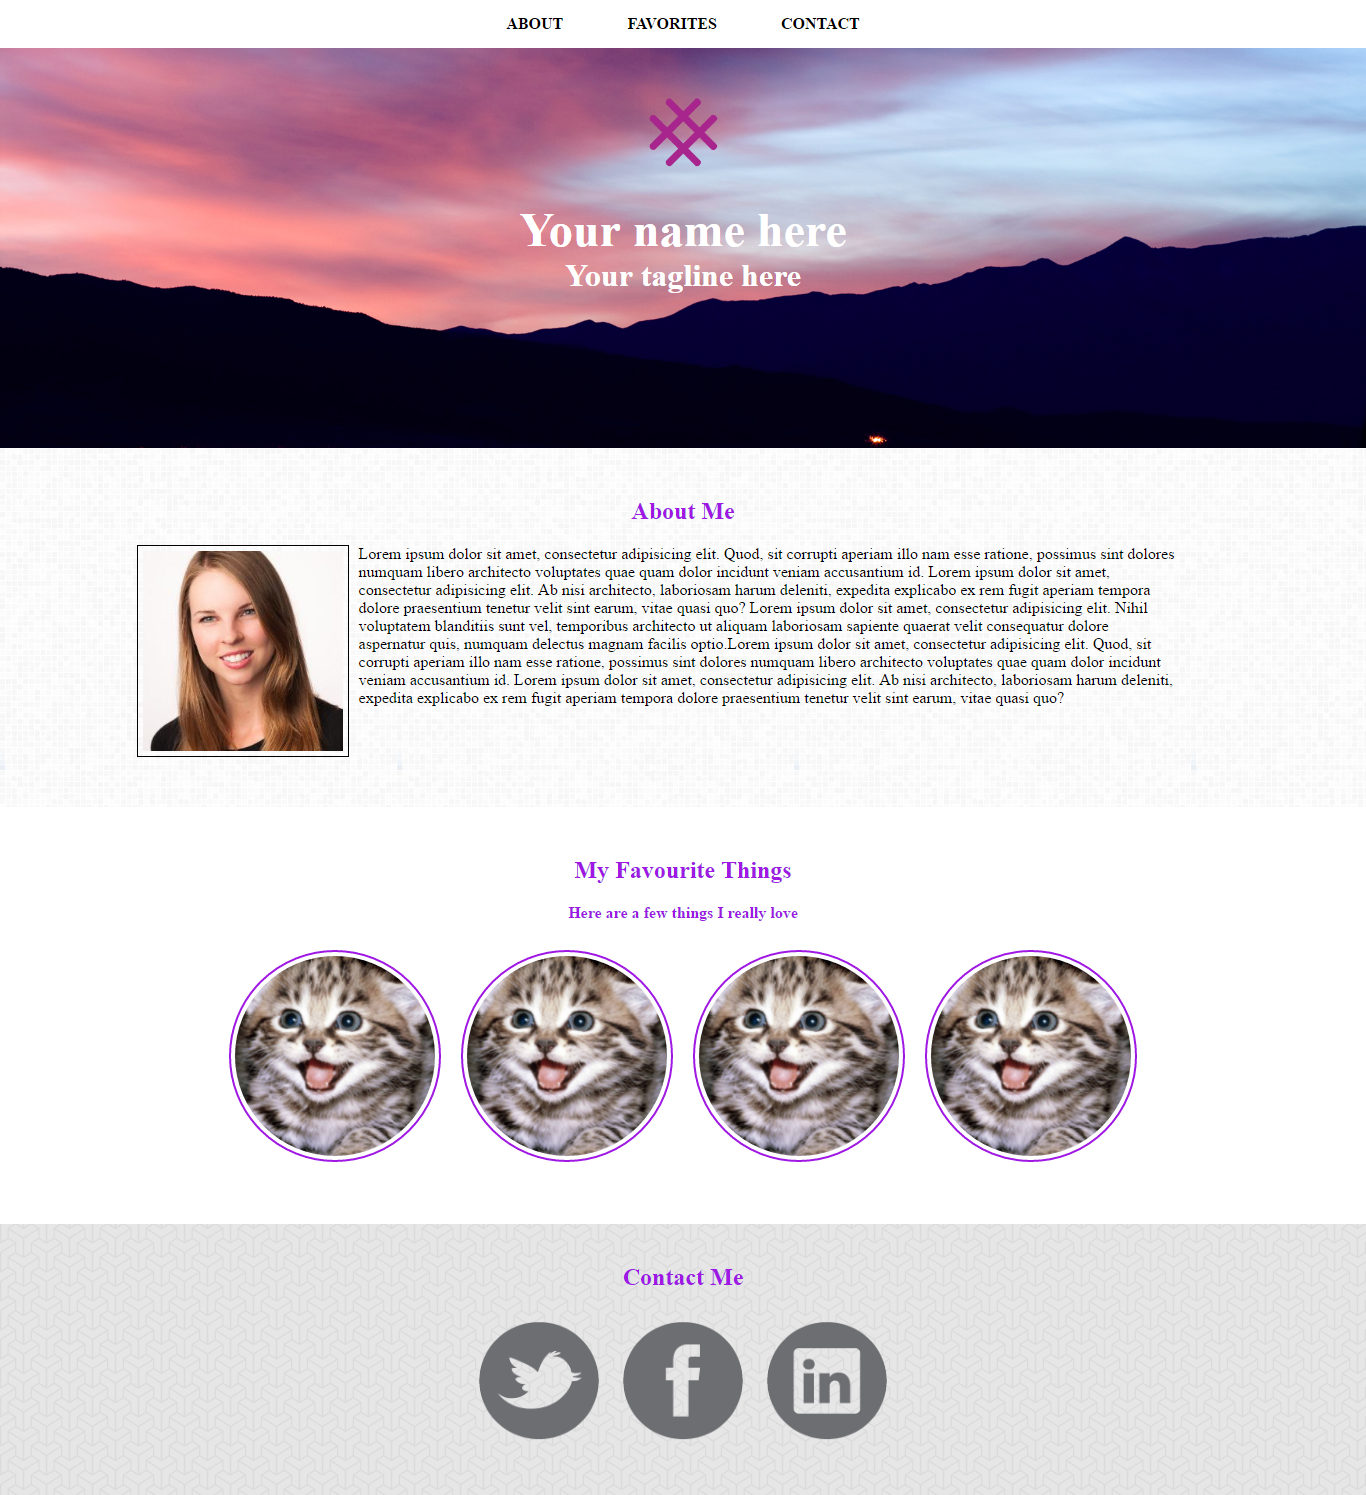 ABOUT FAVORITES CONTACT
Your name here
Your tagline here
About Me
Lorem ipsum dolor sit amet, consectetur adipisicing elit. Quod, sit corrupti aperiam illo nam esse ratione, possimus sint dolores
numquam libero architecto voluptates quae quam dolor incidunt veniam accusantium id. Lorem ipsum dolor sit amet,
consectetur adipisicing elit. Ab nisi architecto, laboriosam harum deleniti, expedita explicabo ex rem fugit aperiam tempora
dolore praesentium tenetur velit sint earum, vitae quasi quo? Lorem ipsum dolor sit amet, consectetur adipisicing elit. Nihil
voluptatem blanditiis sunt vel, temporibus architecto ut aliquam laboriosam sapiente quaerat velit consequatur dolore
aspernatur quis, numquam delectus magnam facilis optio.Lorem ipsum dolor sit amet, consectetur adipisicing elit. Quod, sit
corrupti aperiam illo nam esse ratione, possimus sint dolores numquam libero architecto voluptates quae quam dolor incidunt
veniam accusantium id. Lorem ipsum dolor sit amet, consectetur adipisicing elit. Ab nisi architecto, laboriosam harum deleniti,
expedita explicabo ex rem fugit aperiam tempora dolore praesentium tenetur velit sint earum, vitae quasi quo?
My Favourite Things
Here are a few things I really love
Contact Me
f in